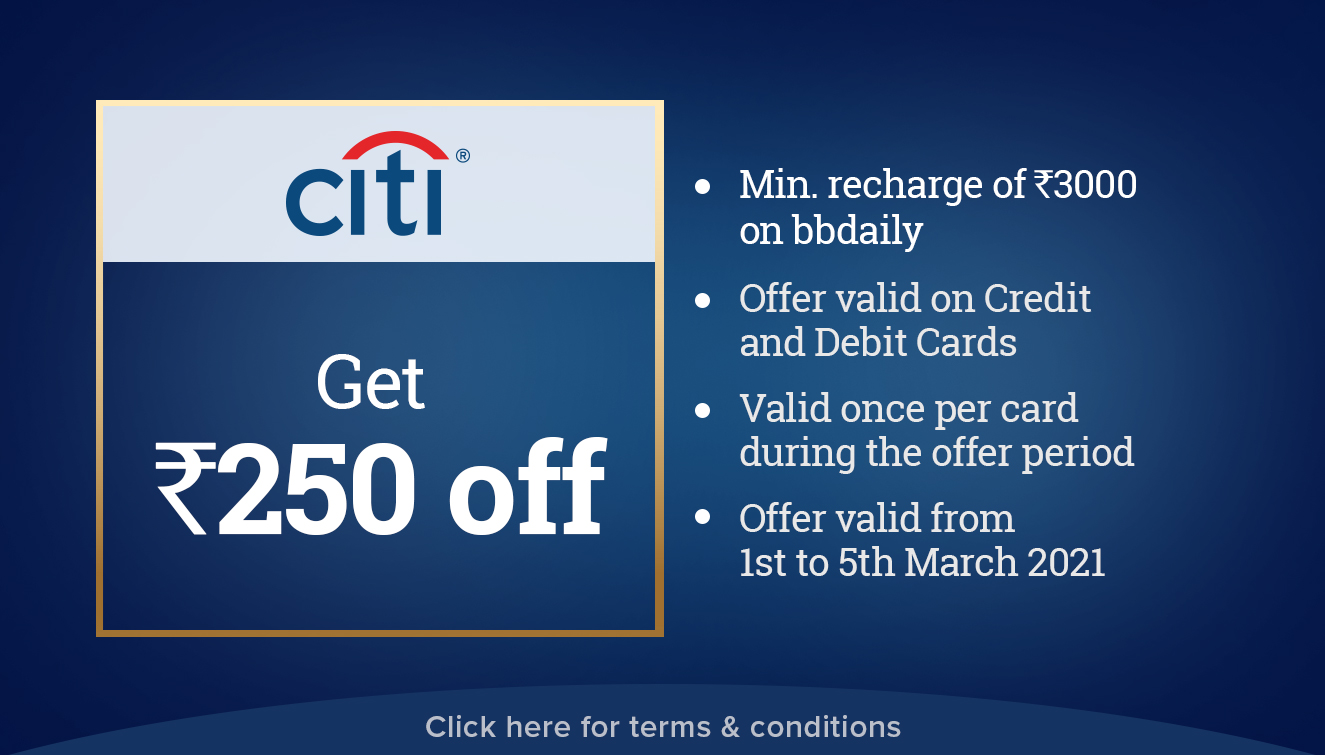 citi®
Get
₹250 off
• Min. recharge of ₹3000
on bbdaily
• Offer valid on Credit
and Debit Cards
• Valid once per card
during the offer period
• Offer valid from
1st to 5th March 2021
Click here for terms & conditions